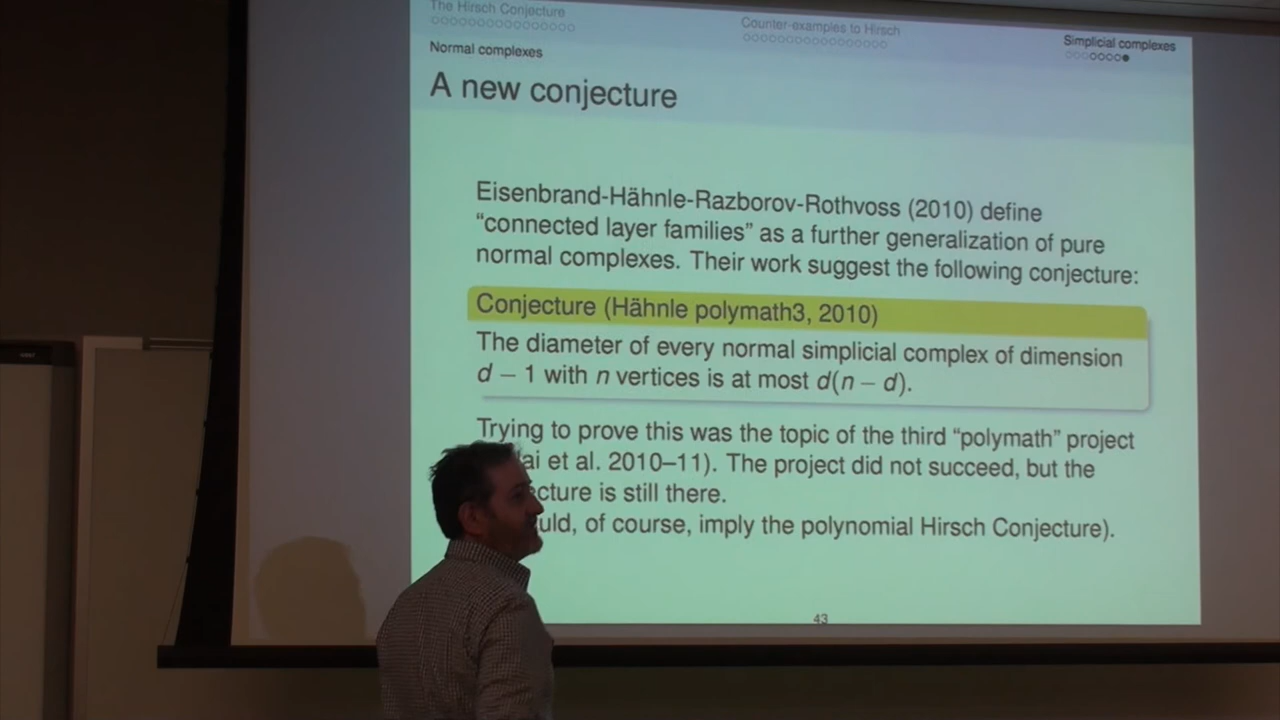 The Hirsch Conjecture
Counter-examples to Hirsch
Simplicial complexes
Normal complexes
A new conjecture
Eisenbrand-Hähnle-Razborov-Rothvoss (2010) define
“connected layer families” as a further generalization of pure
normal complexes. Their work suggest the following conjecture:
Conjecture (Hähnle polymath3, 2010)
The diameter of every normal simplicial complex of dimension
d − 1 with n vertices is at most d(n − d).
Trying to prove this was the topic of the third “polymath” project
et al. 2010–11). The project did not succeed, but the
is still there.
of course, imply the polynomial Hirsch Conjecture).
43